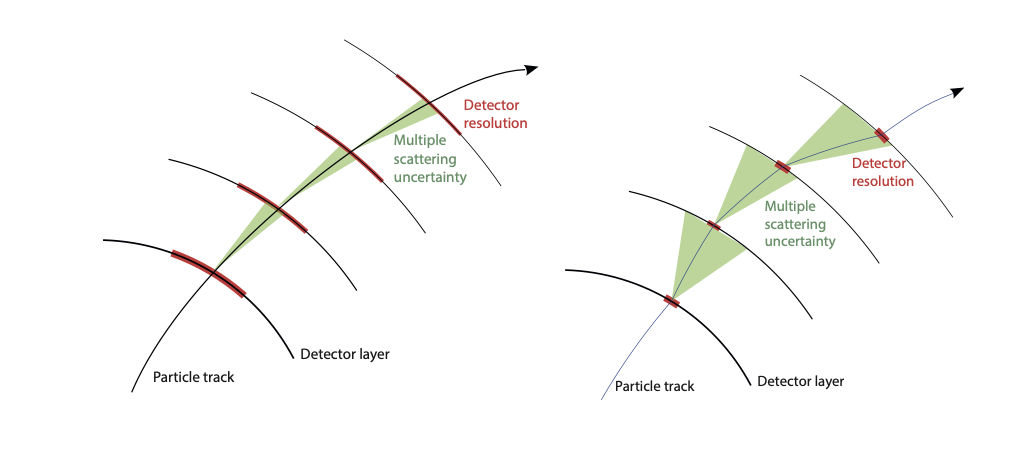 Detector
resolution
Multiple
scattering
uncertainty
Detector layer
Particle track
Detector
resolution
Multiple
scattering
uncertainty
Detector layer
Particle track